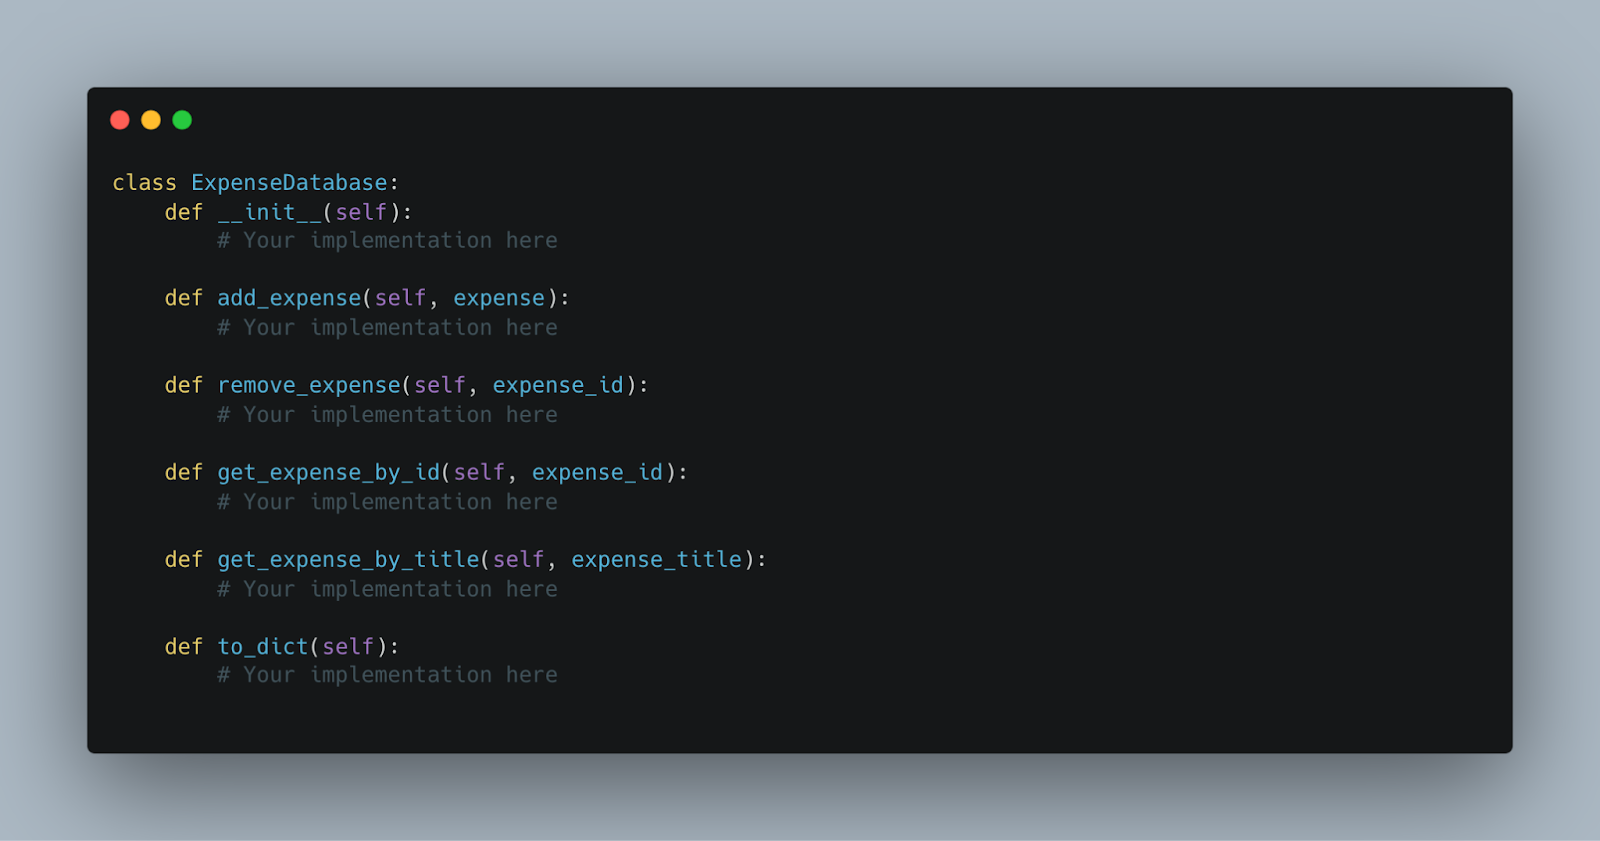 class ExpenseDatabase:
    def __init__(self):
        # Your implementation here

    def add_expense(self, expense):
        # Your implementation here

    def remove_expense(self, expense_id):
        # Your implementation here

    def get_expense_by_id(self, expense_id):
        # Your implementation here

    def get_expense_by_title(self, expense_title):
        # Your implementation here

    def to_dict(self):
        # Your implementation here